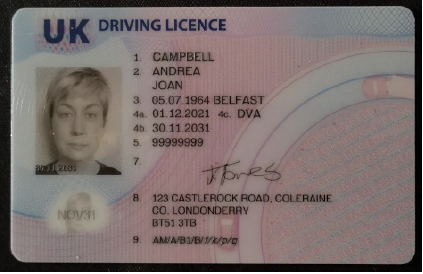 UK DRIVING LICENCE
1. CAMPBELL
2. ANDREA
JOAN
3. 05.07.1964 BELFAST
4a. 01.12.2021 4c. DVA
4b. 30.11.2031
5. 99999999
7.
J Jones
8. 123 CASTLEROCK ROAD, COLERAINE
CO. LONDONDERRY
BT51 3TB
9. AM/A/B1/B/f/k/p/q